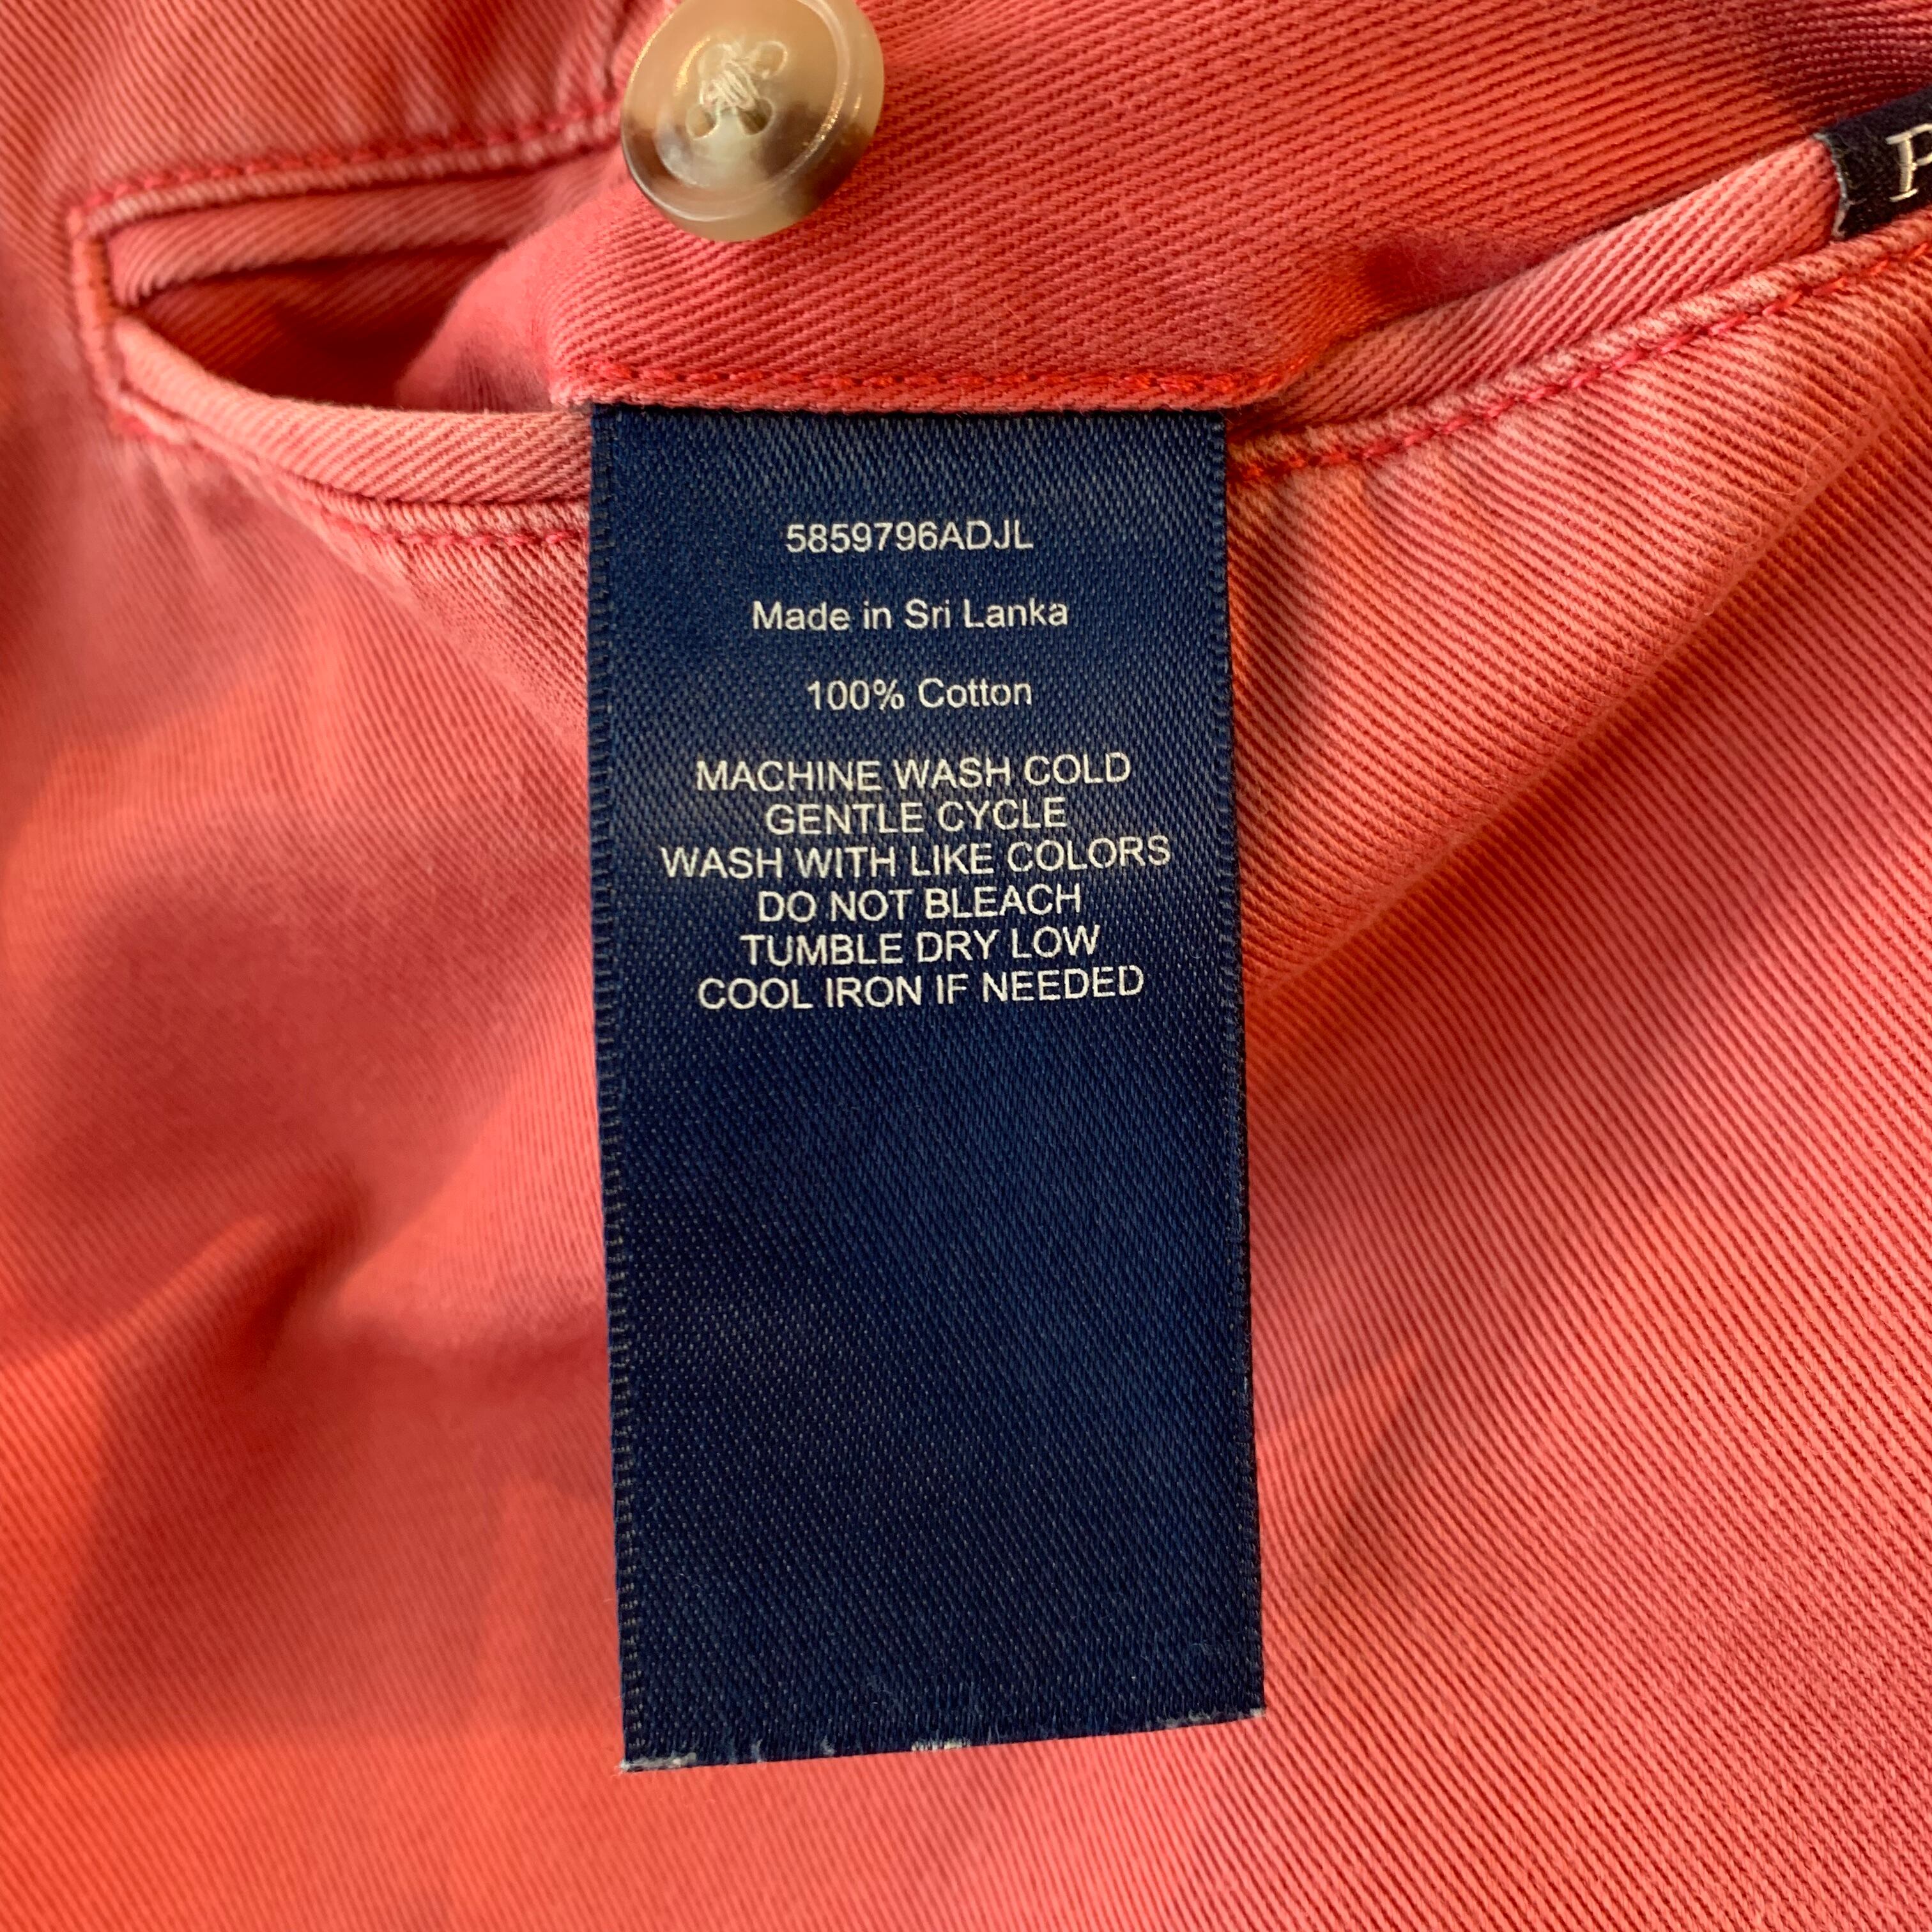 5859796ADJL
Made in Sri Lanka
100% Cotton
MACHINE WASH COLD
GENTLE CYCLE
WASH WITH LIKE COLORS
DO NOT BLEACH
TUMBLE DRY LOW
COOL IRON IF NEEDED